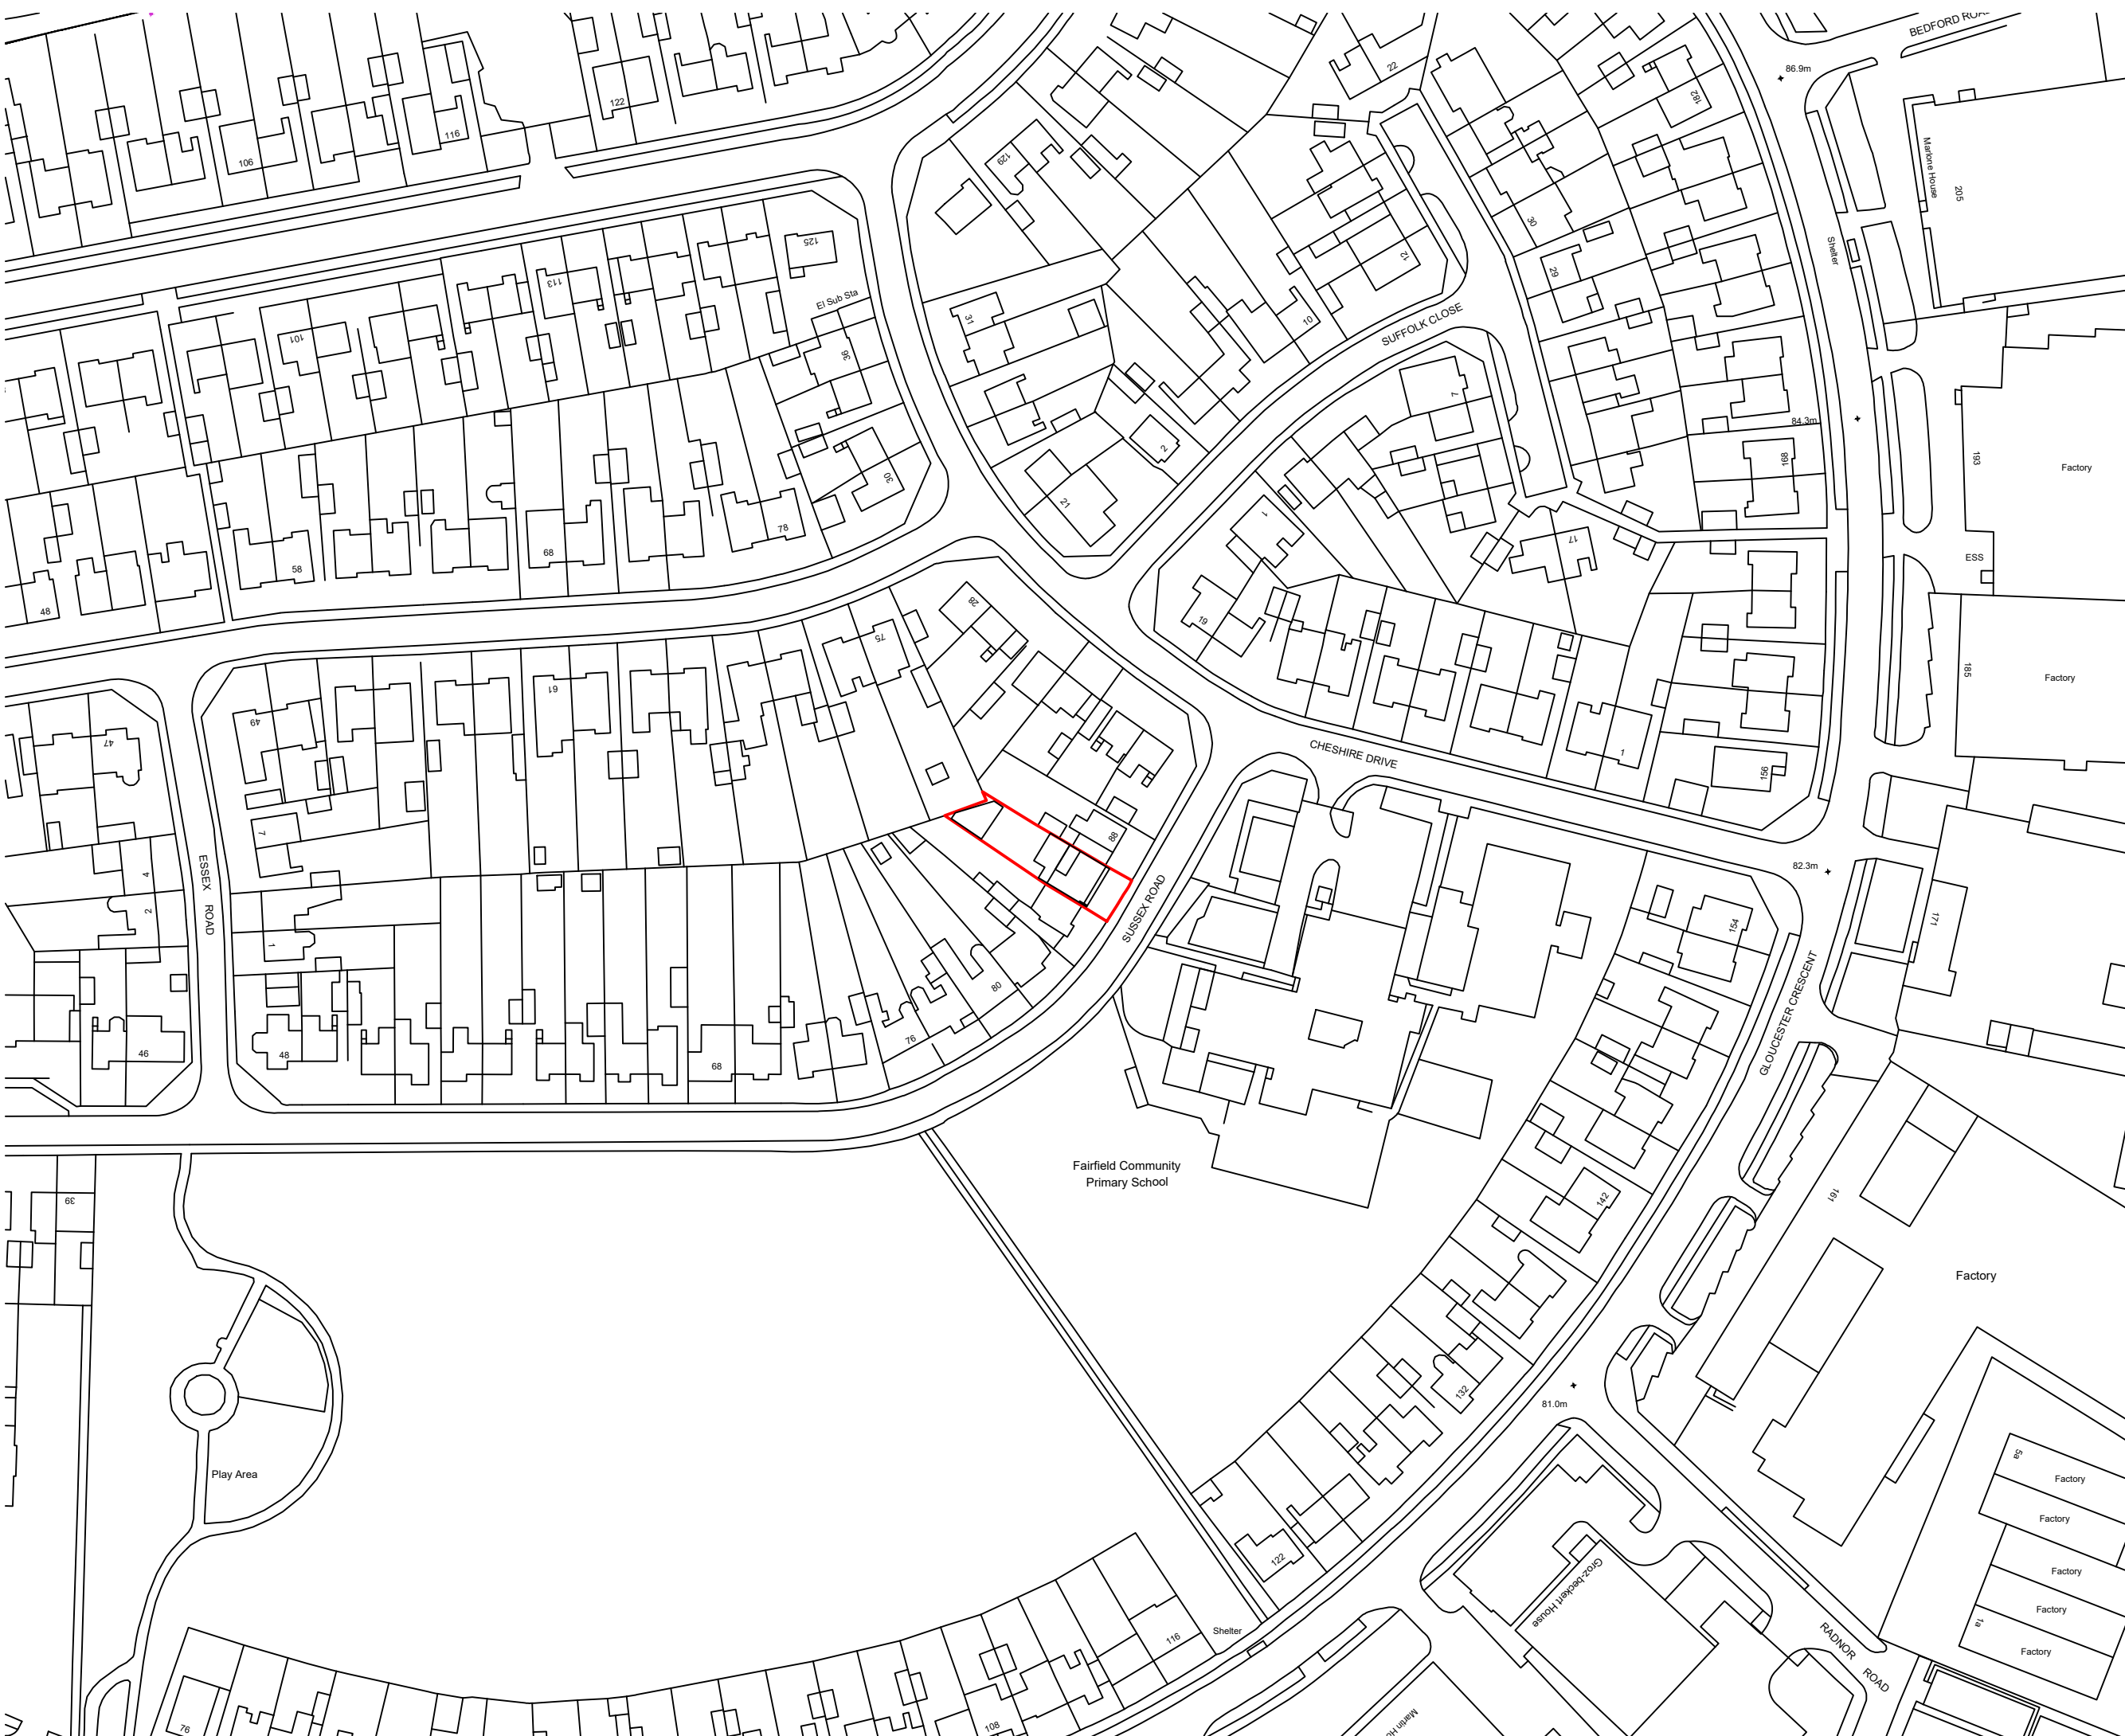 BEDFORD ROAD
86.9m
22
122
116
106
182
Marlone House
205
129
30
12
125
Shelter
29
113
El Sub Sta
31
10
SUFFOLK CLOSE
101
36
7
84.3m
2
168
193
Factory
30
21
1
78
68
17
58
ESS
48
28
19
75
185
Factory
61
49
47
CHESHIRE DRIVE
1
156
7
88
82.3m
4
ESSEX ROAD
2
SUSSEX ROAD
171
154
1
80
GLOUCESTER CRESCENT
76
46
48
68
Fairfield Community
Primary School
39
142
161
Factory
132
81.0m
Play Area
5a
Factory
Factory
122
Groz-beckert House
Factory
Factory
Shelter
116
1a
Factory
RADNOR ROAD
108
76